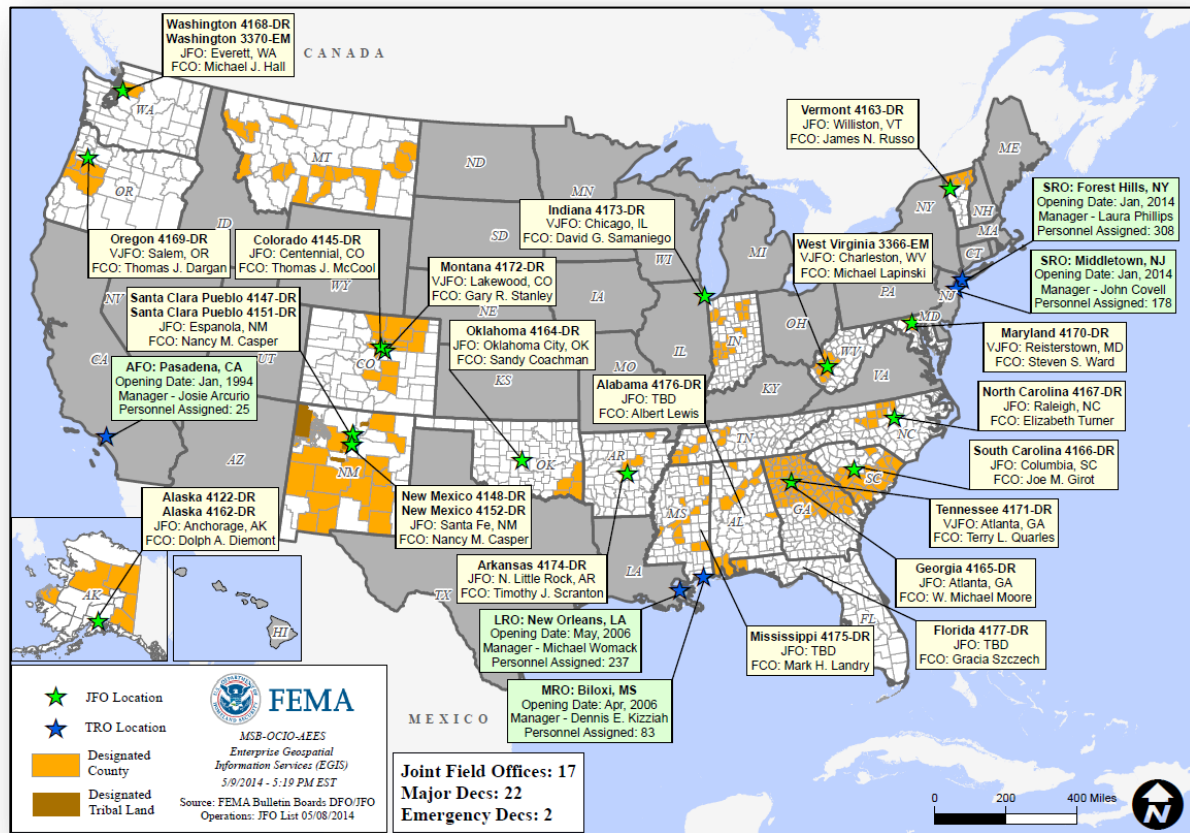 Washington 4168-DR
Washington 3370-EM
JFO: Everett, WA
FCO: Michael J. Hall
CANADA
Vermont 4163-DR
JFO: Williston, VT
FCO: James N. Russo
SRO: Forest Hills, NY
Opening Date: Jan, 2014
Manager - Laura Phillips
Personnel Assigned: 308
SRO: Middletown, NJ
Opening Date: Jan, 2014
Manager - John Covell
Personnel Assigned: 178
Indiana 4173-DR
VJFO: Chicago, IL
FCO: David G. Samaniego
West Virginia 3366-EM
VJFO: Charleston, WV
FCO: Michael Lapinski
Oregon 4169-DR
VJFO: Salem, OR
FCO: Thomas J. Dargan
Colorado 4145-DR
JFO: Centennial, CO
FCO: Thomas J. McCool
Montana 4172-DR
VJFO: Lakewood, CO
FCO: Gary R. Stanley
Santa Clara Pueblo 4147-DR
Santa Clara Pueblo 4151-DR
JFO: Espanola, NM
FCO: Nancy M. Casper
Oklahoma 4164-DR
JFO: Oklahoma City, OK
FCO: Sandy Coachman
Maryland 4170-DR
VJFO: Reisterstown, MD
FCO: Steven S. Ward
AFO: Pasadena, CA
Opening Date: Jan, 1994
Manager - Josie Arcurio
Personnel Assigned: 25
Alabama 4176-DR
JFO: TBD
FCO: Albert Lewis
North Carolina 4167-DR
JFO: Raleigh, NC
FCO: Elizabeth Turner
South Carolina 4166-DR
JFO: Columbia, SC
FCO: Joe M. Girot
Alaska 4122-DR
Alaska 4162-DR
JFO: Anchorage, AK
FCO: Dolph A. Diemont
New Mexico 4148-DR
New Mexico 4152-DR
JFO: Santa Fe, NM
FCO: Nancy M. Casper
Tennessee 4171-DR
VJFO: Atlanta, GA
FCO: Terry L. Quarles
Arkansas 4174-DR
JFO: N. Little Rock, AR
FCO: Timothy J. Scranton
Georgia 4165-DR
JFO: Atlanta, GA
FCO: W. Michael Moore
LRO: New Orleans, LA
Opening Date: May, 2006
Manager - Michael Womack
Personnel Assigned: 237
Mississippi 4175-DR
JFO: TBD
FCO: Mark H. Landry
Florida 4177-DR
JFO: TBD
FCO: Gracia Szczech
MRO: Biloxi, MS
Opening Date: Apr, 2006
Manager - Dennis E. Kizziah
Personnel Assigned: 83
WA
MT
ND
MN
ME
OR
ID
SD
WI
MI
NY
NH
MA
CT
WY
NV
NE
IA
PA
NJ
CA
UT
CO
IL
IN
OH
MD
WV
VA
KS
MO
KY
AZ
NM
OK
AR
TN
NC
SC
MS
AL
GA
LA
TX
FL
AK
HI
MEXICO
JFO Location
TRO Location
Designated
County
Designated
Tribal Land
FEMA
MSB-OCIO-AEES
Enterprise Geospatial
Information Services (EGIS)
5/9/2014 - 5:19 PM EST
Source: FEMA Bulletin Boards DFO/JFO
Operations: JFO List 05/08/2014
Joint Field Offices: 17
Major Decs: 22
Emergency Decs: 2
0 200 400 Miles
N